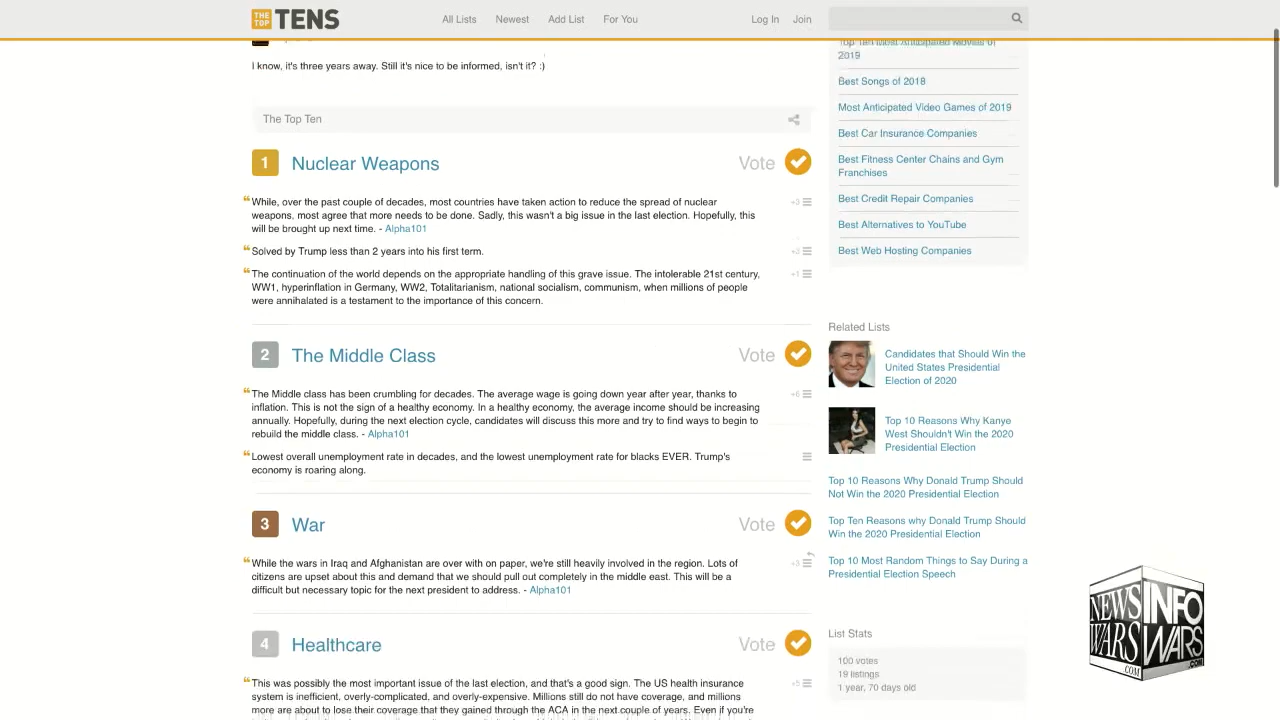 THE TOP TENS
All Lists Newest Add List For You Log In Join
I know, it's three years away. Still it's nice to be informed, isn't it? :)
The Top Ten
1 Nuclear Weapons Vote
While, over the past couple of decades, most countries have taken action to reduce the spread of nuclear
weapons, most agree that more needs to be done. Sadly, this wasn't a big issue in the last election. Hopefully, this
will be brought up next time. - Alpha101
Solved by Trump less than 2 years into his first term.
The continuation of the world depends on the appropriate handling of this grave issue. The intolerable 21st century,
WW1, hyperinflation in Germany, WW2, Totalitarianism, national socialism, communism, when millions of people
were annihalated is a testament to the importance of this concern.
+1
2 The Middle Class Vote
The Middle class has been crumbling for decades. The average wage is going down year after year, thanks to
inflation. This is not the sign of a healthy economy. In a healthy economy, the average income should be increasing
annually. Hopefully, during the next election cycle, candidates will discuss this more and try to find ways to begin to
rebuild the middle class. - Alpha101
+6
Lowest overall unemployment rate in decades, and the lowest unemployment rate for blacks EVER. Trump's
economy is roaring along.
3 War Vote
While the wars in Iraq and Afghanistan are over with on paper, we're still heavily involved in the region. Lots of
citizens are upset about this and demand that we should pull out completely in the middle east. This will be a
difficult but necessary topic for the next president to address. - Alpha101
4 Healthcare Vote
This was possibly the most important issue of the last election, and that's a good sign. The US health insurance
system is inefficient, overly-complicated, and overly-expensive. Millions still do not have coverage, and millions
more are about to lose their coverage that they gained through the ACA in the next couple of years. Even if you're
+5
Top Ten Most Anticipated Movies of
2019
Best Songs of 2018
Most Anticipated Video Games of 2019
Best Car Insurance Companies
Best Fitness Center Chains and Gym
Franchises
Best Credit Repair Companies
Best Alternatives to YouTube
Best Web Hosting Companies
Related Lists
Candidates that Should Win the
United States Presidential
Election of 2020
Top 10 Reasons Why Kanye
West Shouldn't Win the 2020
Presidential Election
Top 10 Reasons Why Donald Trump Should
Not Win the 2020 Presidential Election
Top Ten Reasons why Donald Trump Should
Win the 2020 Presidential Election
Top 10 Most Random Things to Say During a
Presidential Election Speech
List Stats
100 votes
19 listings
1 year, 70 days old
NEWS WARS .COM
INFO WARS .COM